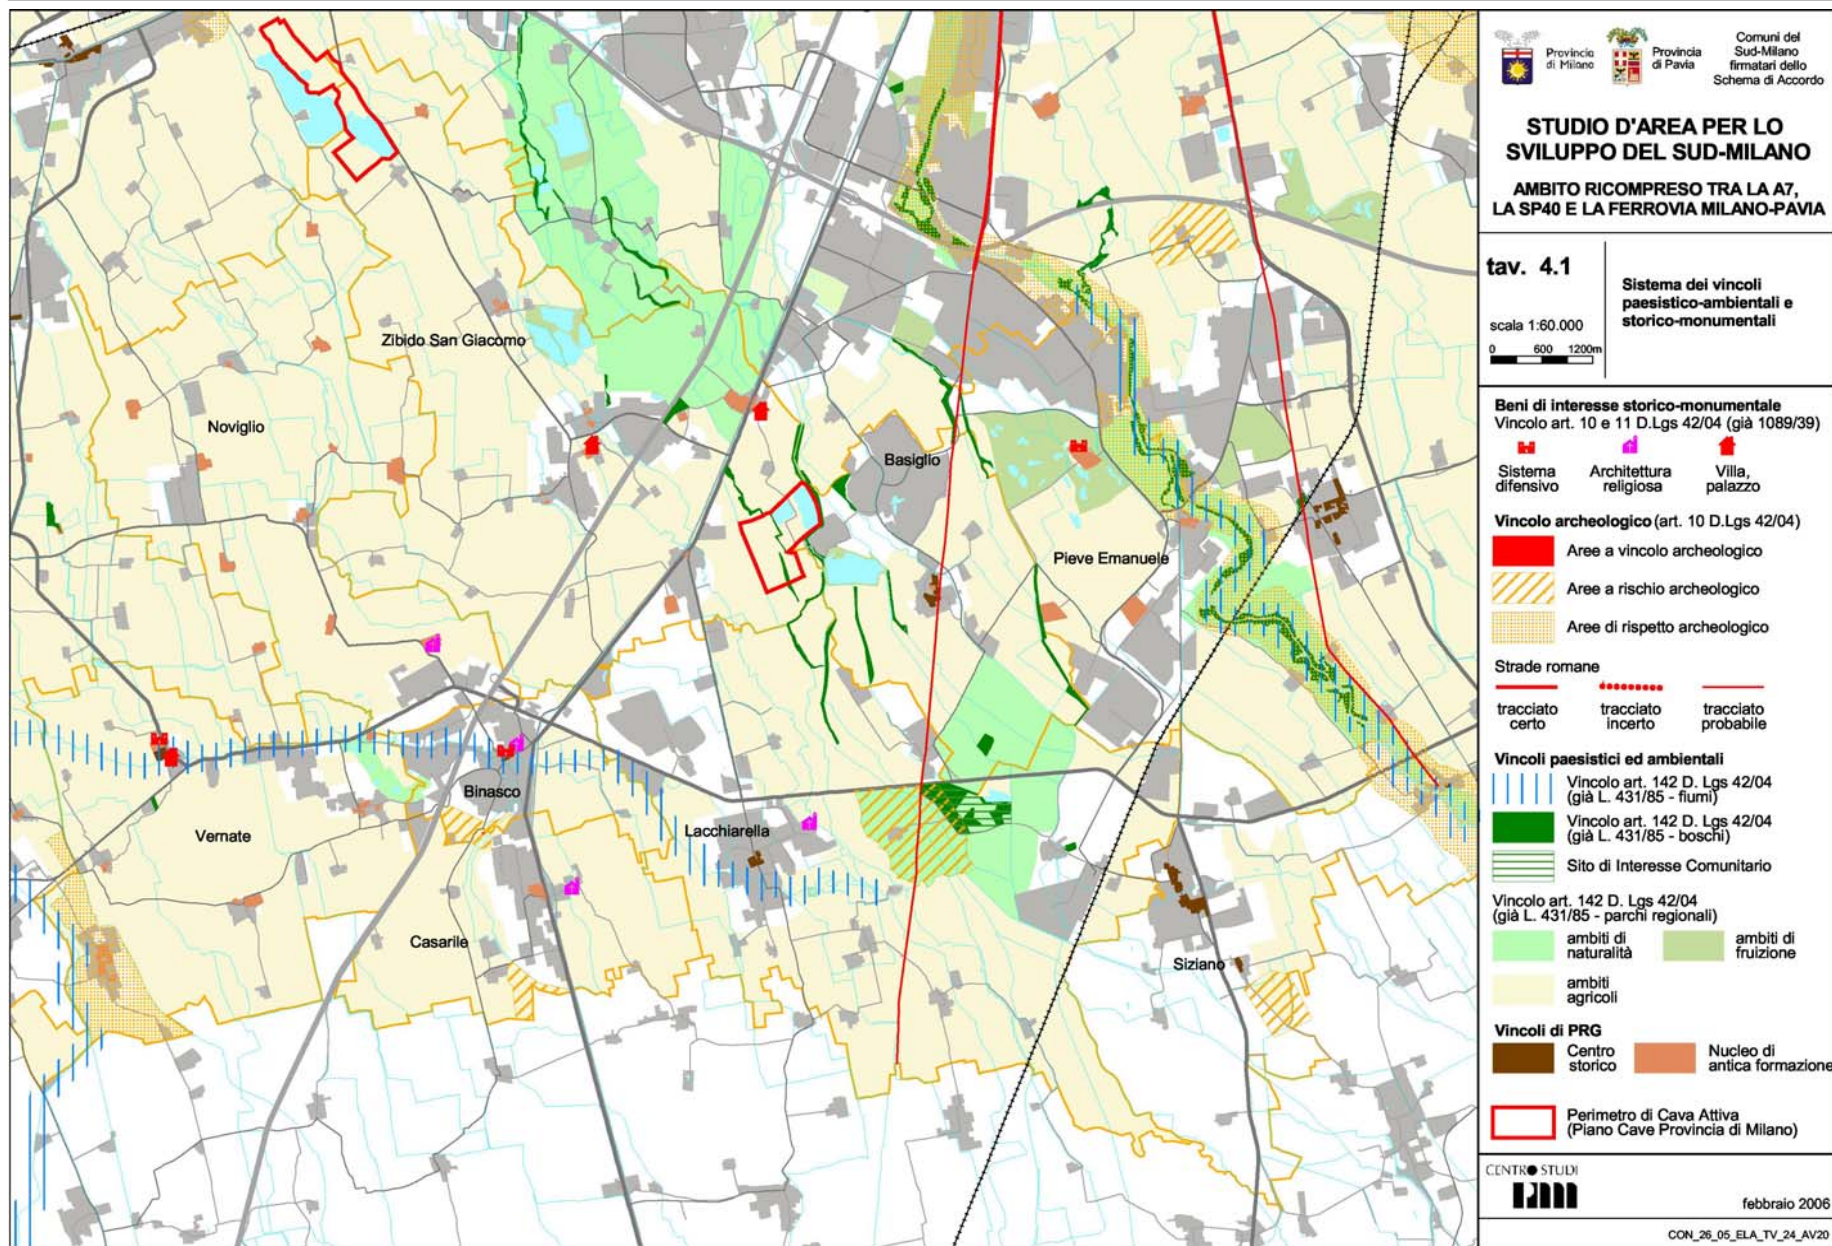 Zibido San Giacomo
Noviglio
Basiglio
Pieve Emanuele
Binasco
Vernate
Lacchiarella
Casarile
Siziano
Provincia
di Milano
Provincia
di Pavia
Comuni del
Sud-Milano
firmatari dello
Schema di Accordo
STUDIO D'AREA PER LO
SVILUPPO DEL SUD-MILANO
AMBITO RICOMPRESO TRA LA A7,
LA SP40 E LA FERROVIA MILANO-PAVIA
tav. 4.1
Sistema dei vincoli
paesistico-ambientali e
storico-monumentali
scala 1:60.000
0 600 1200m
Beni di interesse storico-monumentale
Vincolo art. 10 e 11 D.Lgs 42/04 (già 1089/39)
Sistema
difensivo
Architettura
religiosa
Villa,
palazzo
Vincolo archeologico (art. 10 D.Lgs 42/04)
Aree a vincolo archeologico
Aree a rischio archeologico
Aree di rispetto archeologico
Strade romane
tracciato
certo
tracciato
incerto
tracciato
probabile
Vincoli paesistici ed ambientali
Vincolo art. 142 D. Lgs 42/04
(già L. 431/85 - fiumi)
Vincolo art. 142 D. Lgs 42/04
(già L. 431/85 - boschi)
Sito di Interesse Comunitario
Vincolo art. 142 D. Lgs 42/04
(già L. 431/85 - parchi regionali)
ambiti di
naturalità
ambiti di
fruizione
ambiti
agricoli
Vincoli di PRG
Centro
storico
Nucleo di
antica formazione
Perimetro di Cava Attiva
(Piano Cave Provincia di Milano)
CENTRO STUDI
PIM
febbraio 2006
CON_26_05_ELA_TV_24_AV20